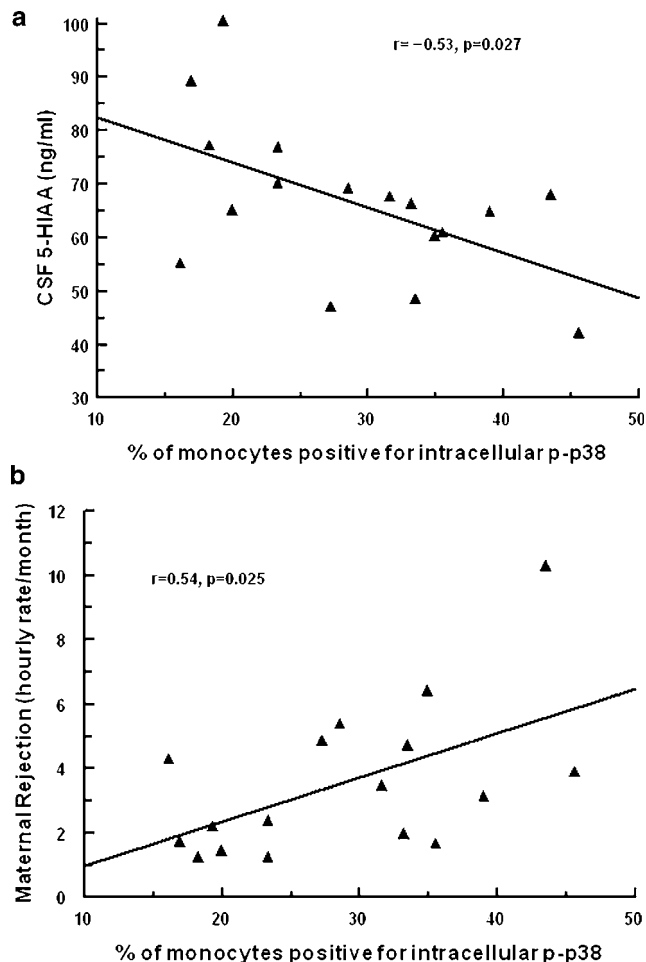 a
r= −0.53, p=0.027
CSF 5-HIAA (ng/ml)
100
90
80
70
60
50
40
30
10 20 30 40 50
% of monocytes positive for intracellular p-p38
b
r=0.54, p=0.025
Maternal Rejection (hourly rate/month)
12
10
8
6
4
2
0
10 20 30 40 50
% of monocytes positive for intracellular p-p38